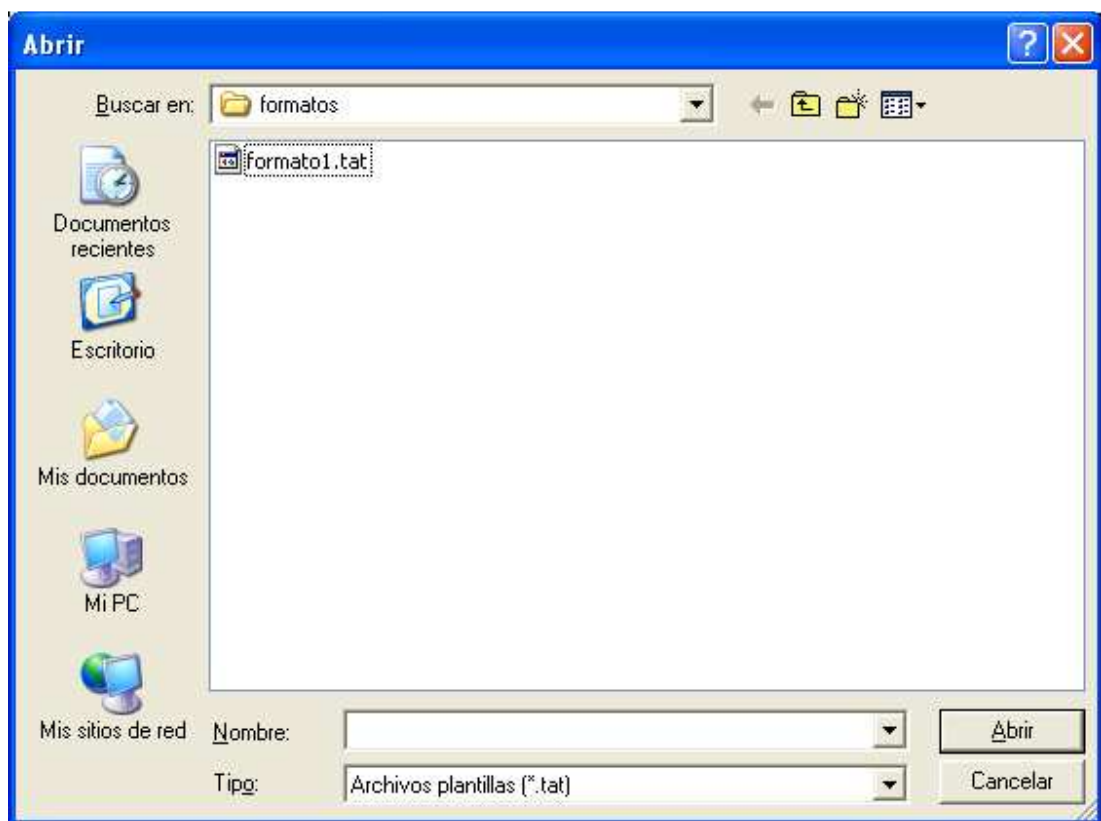 Abrir
Buscar en:
formatos
formato1.tat
Documentos
recientes
Escritorio
Mis documentos
Mi PC
Mis sitios de red
Nombre:
Abrir
Tipo:
Archivos plantillas (*.tat)
Cancelar